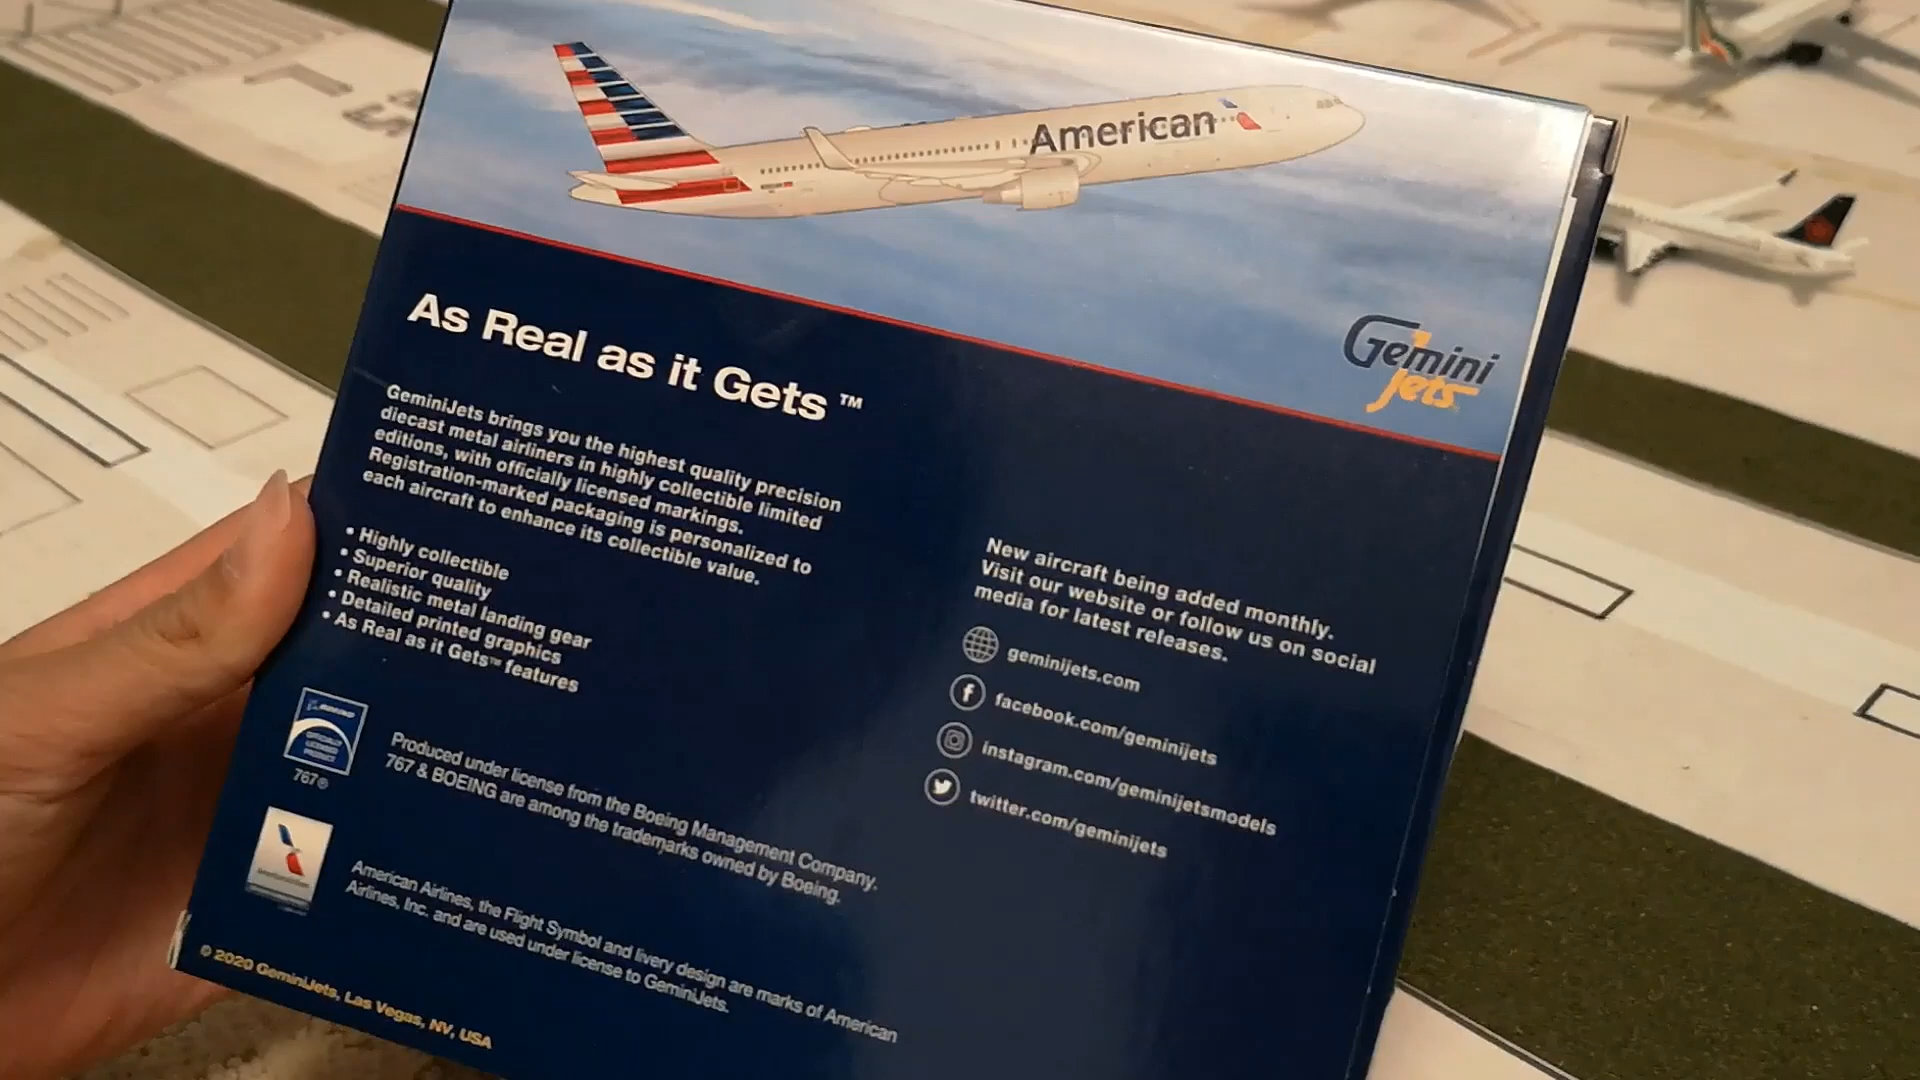 American
Gemini
Jets
As Real as it Gets ™
GeminiJets brings you the highest quality precision
diecast metal airliners in highly collectible limited
editions, with officially licensed markings.
Registration-marked packaging is personalized to
each aircraft to enhance its collectible value.
• Highly collectible
• Superior quality
• Realistic metal landing gear
• Detailed printed graphics
• As Real as it Gets™ features
New aircraft being added monthly.
Visit our website or follow us on social
media for latest releases.
geminijets.com
facebook.com/geminijets
instagram.com/geminijetsmodels
twitter.com/geminijets
BOEING
OFFICIALLY
LICENSED
PRODUCT
767®
Produced under license from the Boeing Management Company.
767 & BOEING are among the trademarks owned by Boeing.
American Airlines, the Flight Symbol and livery design are marks of American
Airlines, Inc. and are used under license to GeminiJets.
© 2020 GeminiJets, Las Vegas, NV, USA